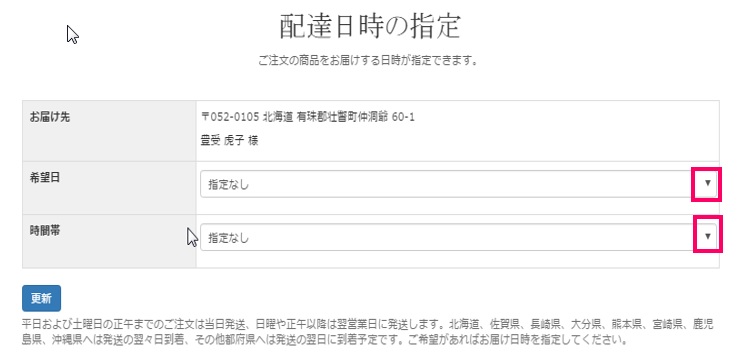 配達日時の指定
ご注文の商品をお届けする日時が指定できます。
お届け先
〒052-0105 北海道 有珠郡壮瞥町仲洞爺 60-1
豊受 虎子 様
希望日
指定なし
▼
時間帯
指定なし
▼
更新
平日および土曜日の正午までのご注文は当日発送、日曜や正午以降は翌営業日に発送します。北海道、佐賀県、長崎県、大分県、熊本県、宮崎県、鹿児
島県、沖縄県へは発送の翌々日到着、その他都府県へは発送の翌日に到着予定です。ご希望があればお届け日時を指定してください。